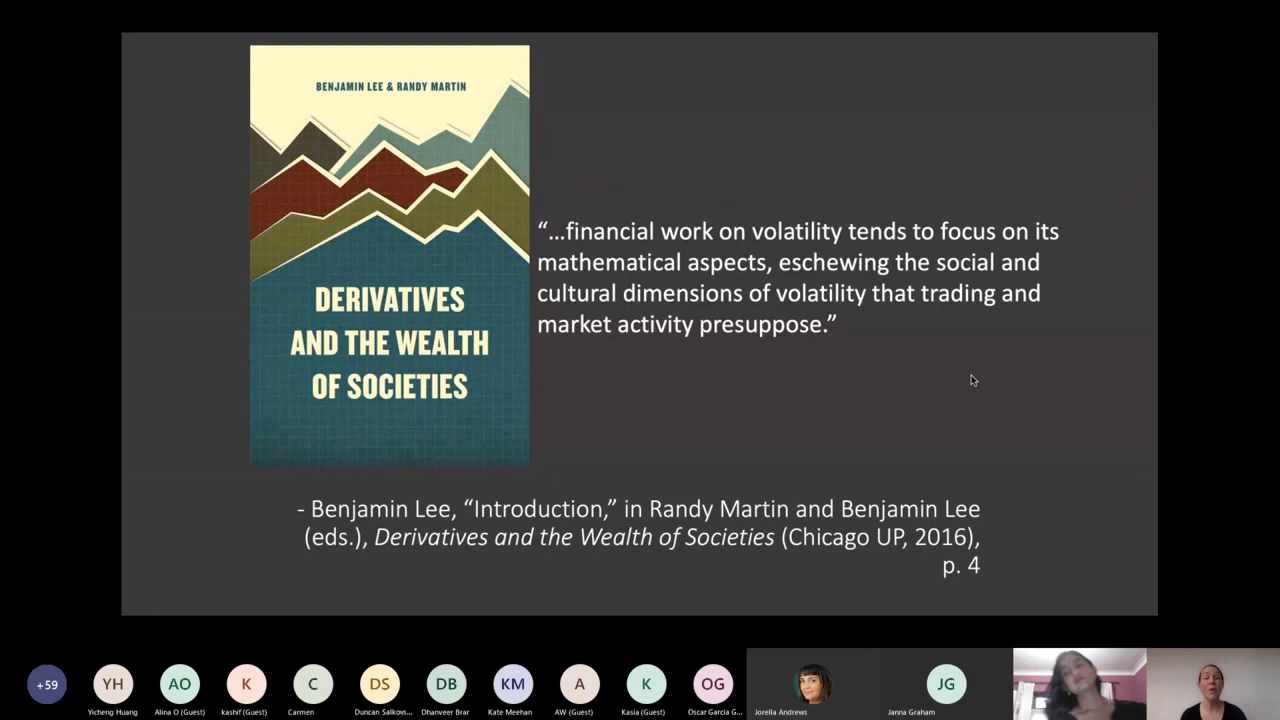 BENJAMIN LEE & RANDY MARTIN
DERIVATIVES
AND THE WEALTH
OF SOCIETIES
“...financial work on volatility tends to focus on its
mathematical aspects, eschewing the social and
cultural dimensions of volatility that trading and
market activity presuppose.”
- Benjamin Lee, “Introduction,” in Randy Martin and Benjamin Lee
(eds.), Derivatives and the Wealth of Societies (Chicago UP, 2016),
p. 4
+59
YH
AO
K
C
DS
DB
KM
A
K
OG
JG
Yicheng Huang
Alina O (Guest)
kashif (Guest)
Carmen
Duncan Salkovs...
Dhanveer Brar
Kate Meehan
AW (Guest)
Kasia (Guest)
Oscar Garcia G...
Jorella Andrews
Janna Graham